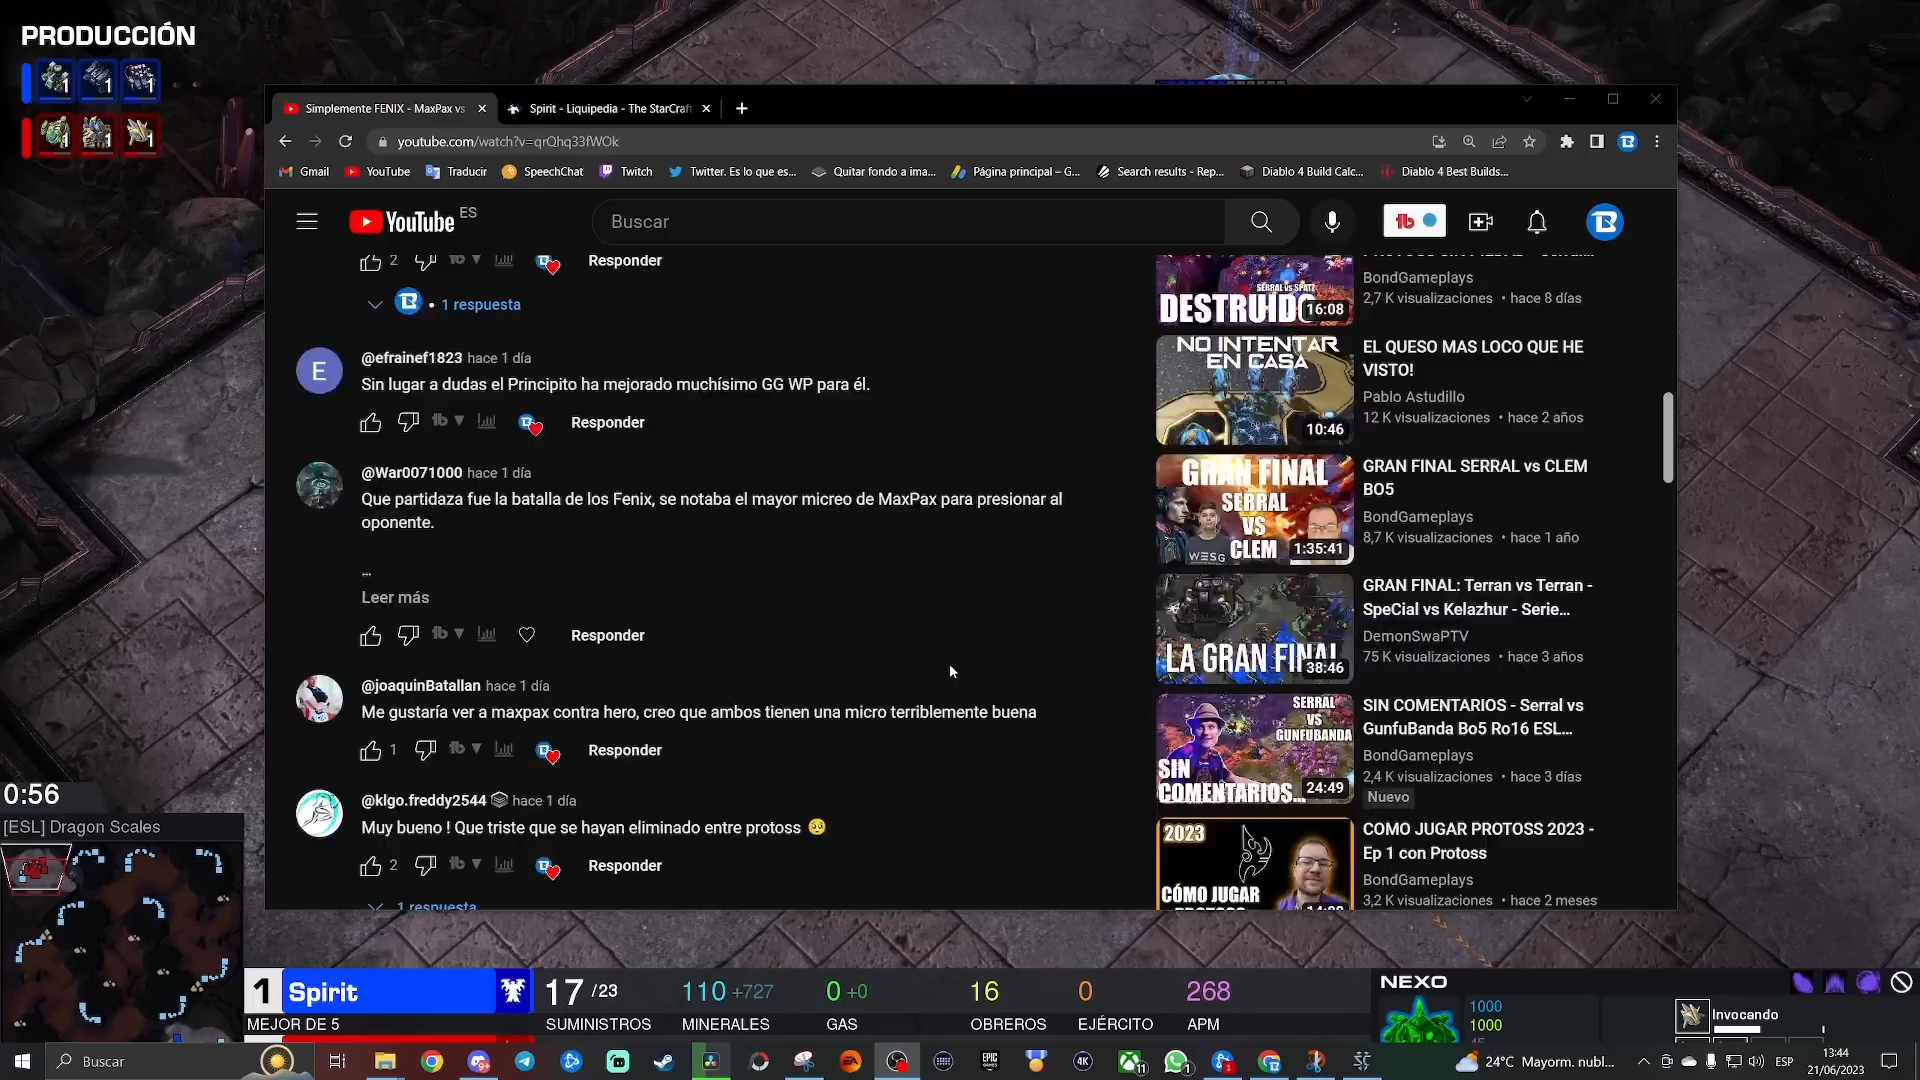 PRODUCCIÓN
1 1 1
1 1 1
Simplemente FENIX - MaxPax vs
Spirit - Liquipedia - The StarCraft
youtube.com/watch?v=qrQhq33fWOk
Gmail YouTube Traducir SpeechChat Twitch Twitter. Es lo que es... Quitar fondo a ima... Página principal – G... Search results - Rep... Diablo 4 Build Calc... Diablo 4 Best Builds...
YouTube ES
Buscar
2 Responder
1 respuesta
@efrainef1823 hace 1 día
Sin lugar a dudas el Principito ha mejorado muchísimo GG WP para él.
Responder
@War0071000 hace 1 día
Que partidaza fue la batalla de los Fenix, se notaba el mayor micreo de MaxPax para presionar al
oponente.
...
Leer más
Responder
@joaquinBatallan hace 1 día
Me gustaría ver a maxpax contra hero, creo que ambos tienen una micro terriblemente buena
1 Responder
@klgo.freddy2544 hace 1 día
Muy bueno ! Que triste que se hayan eliminado entre protoss 🥺
2 Responder
1 respuesta
SERRAL vs SPATZ
DESTRUIDO
16:08
BondGameplays
2,7 K visualizaciones • hace 8 días
NO INTENTAR
EN CASA
10:46
EL QUESO MAS LOCO QUE HE
VISTO!
Pablo Astudillo
12 K visualizaciones • hace 2 años
GRAN FINAL
SERRAL
VS
CLEM
WESG
1:35:41
GRAN FINAL SERRAL vs CLEM
BO5
BondGameplays
8,7 K visualizaciones • hace 1 año
LA GRAN FINAL
38:46
GRAN FINAL: Terran vs Terran -
SpeCial vs Kelazhur - Serie...
DemonSwaPTV
75 K visualizaciones • hace 3 años
SERRAL
VS
GUNFUBANDA
SIN
COMENTARIOS...
24:49
SIN COMENTARIOS - Serral vs
GunfuBanda Bo5 Ro16 ESL...
BondGameplays
2,4 K visualizaciones • hace 3 días
Nuevo
2023
CÓMO JUGAR
COMO JUGAR PROTOSS 2023 -
Ep 1 con Protoss
BondGameplays
3,2 K visualizaciones • hace 2 meses
0:56
[ESL] Dragon Scales
1 Spirit
MEJOR DE 5
17 /23
SUMINISTROS
110 +727
MINERALES
0 +0
GAS
16
OBREROS
0
EJÉRCITO
268
APM
NEXO
1000
1000
Invocando
Buscar
24°C Mayorm. nubl...
ESP
13:44
21/06/2023